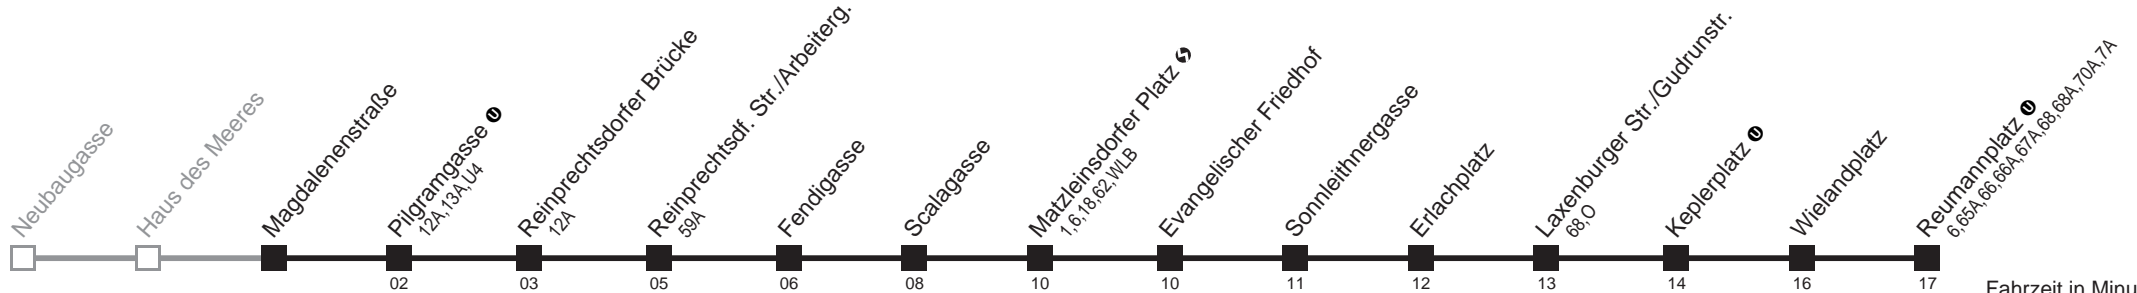 Neubaugasse
Haus des Meeres
Magdalenenstraße
Pilgramgasse U
12A,13A,U4
Reinprechtsdorfer Brücke
12A
Reinprechtsdf. Str./Arbeiterg.
59A
Fendigasse
Scalagasse
Matzleinsdorfer Platz
1,6,18,62,WLB
Evangelischer Friedhof
Sonnleithnergasse
Erlachplatz
Laxenburger Str./Gudrunstr.
68,O
Keplerplatz U
Wielandplatz
Reumannplatz U
6,65A,66,66A,67A,68,68A,70A,7A
02 03 05 06 08 10 10 11 12 13 14 16 17
Fahrzeit in Minu